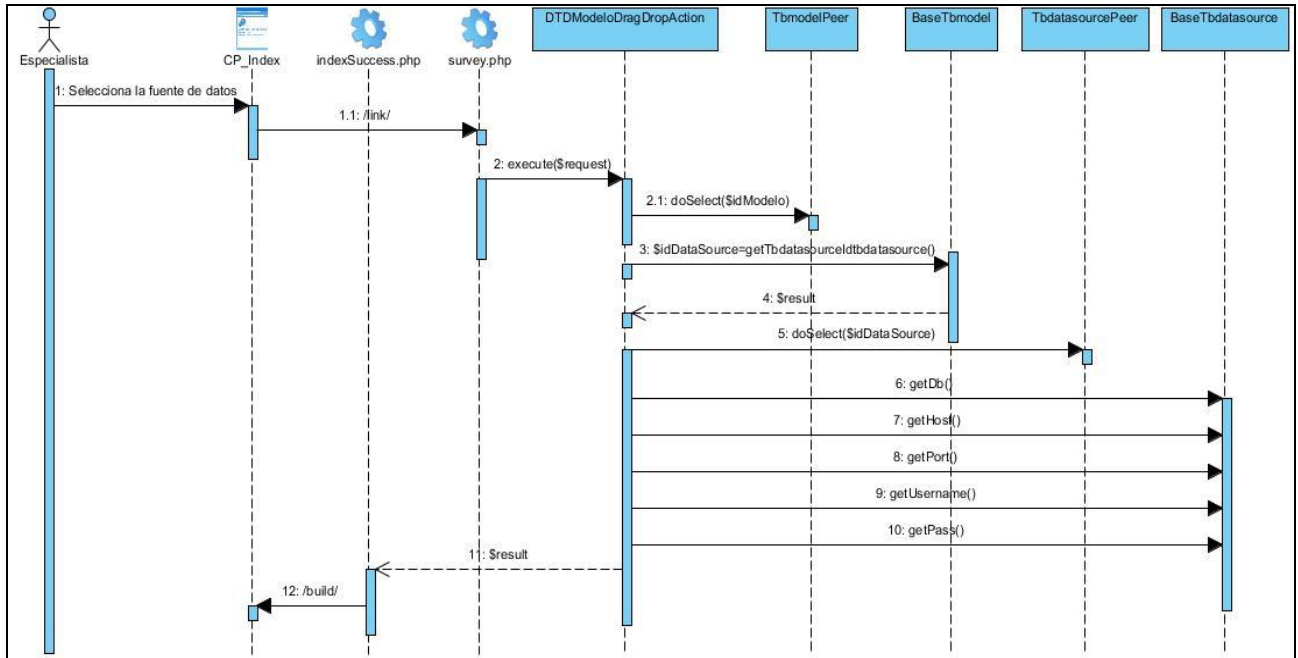 DTDModeloDragDropAction
TbmodelPeer
BaseTbmodel
TbdatasourcePeer
BaseTbdatasource
Especialista
CP_Index
indexSuccess.php
survey.php
1: Selecciona la fuente de datos
1.1: /link/
2: execute($request)
2.1: doSelect($idModelo)
3: $idDataSource=getTbdatasourceIdtbdatasource()
4: $result
5: doSelect($idDataSource)
6: getDb()
7: getHost()
8: getPort()
9: getUsername()
10: getPass()
11: $result
12: /build/